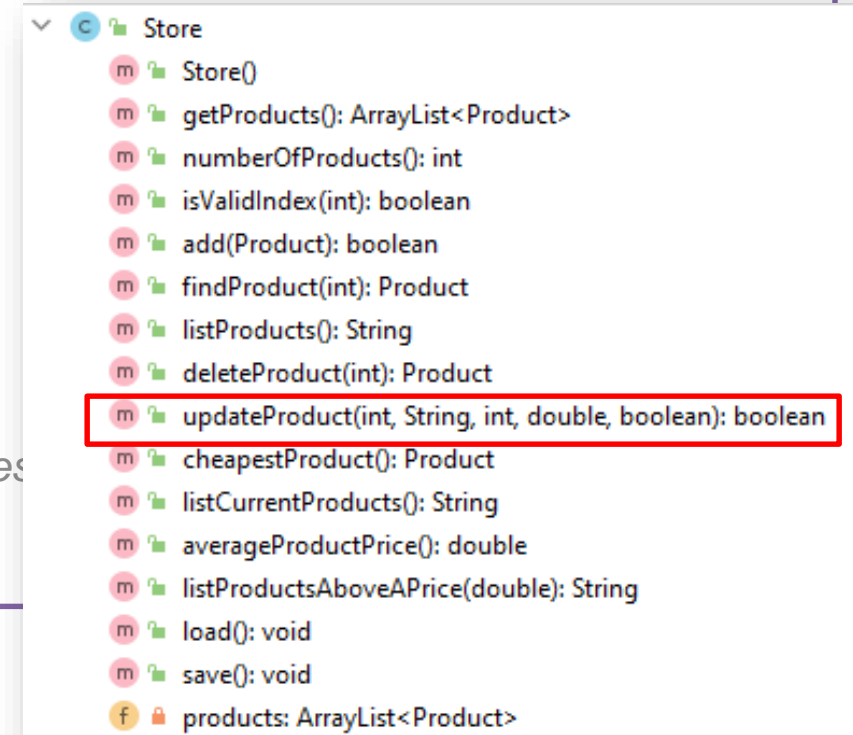 C Store
m Store()
m getProducts(): ArrayList<Product>
m numberOfProducts(): int
m isValidIndex(int): boolean
m add(Product): boolean
m findProduct(int): Product
m listProducts(): String
m deleteProduct(int): Product
m updateProduct(int, String, int, double, boolean): boolean
es
m cheapestProduct(): Product
m listCurrentProducts(): String
m averageProductPrice(): double
m listProductsAboveAPrice(double): String
m load(): void
m save(): void
f products: ArrayList<Product>